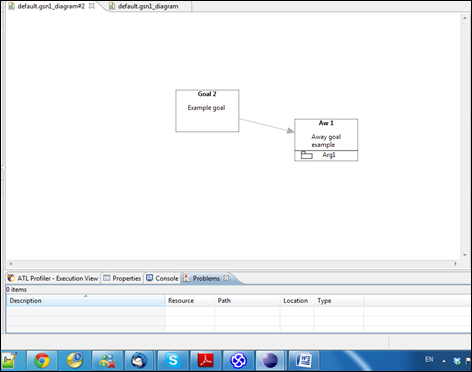 default.gsn1_diagram#2 default.gsn1_diagram
Goal 2
Example goal
Aw 1
Away goal
example
Arg1
ATL Profiler - Execution View Properties Console Problems
0 items
Description Resource Path Location Type
EN